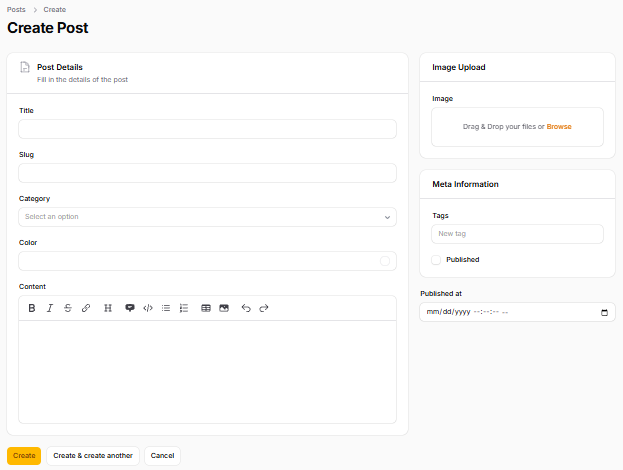 Posts > Create
Create Post
Post Details
Fill in the details of the post
Title
Slug
Category
Select an option
Color
Content
B I S H
Image Upload
Image
Drag & Drop your files or Browse
Meta Information
Tags
New tag
Published
Published at
mm/dd/yyyy --:--:-- --
Create
Create & create another
Cancel